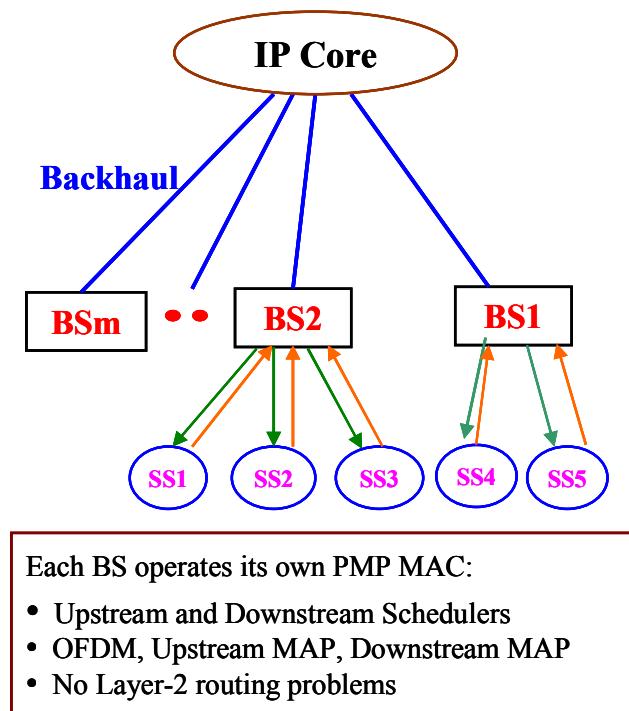 IP Core
Backhaul
BSm
BS2
BS1
SS1
SS2
SS3
SS4
SS5
Each BS operates its own PMP MAC:
• Upstream and Downstream Schedulers
• OFDM, Upstream MAP, Downstream MAP
• No Layer-2 routing problems